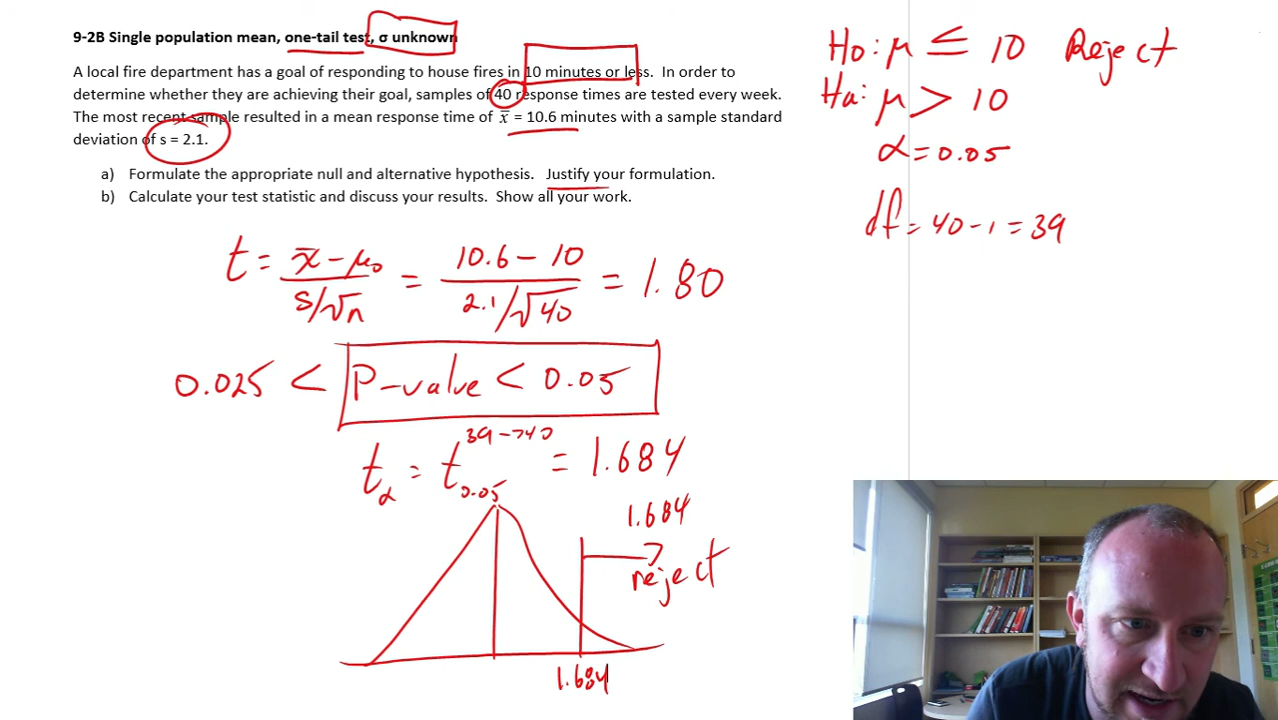 9-2B Single population mean, one-tail test, σ unknown
A local fire department has a goal of responding to house fires in 10 minutes or less. In order to
determine whether they are achieving their goal, samples of 40 response times are tested every week.
The most recent sample resulted in a mean response time of x̄ = 10.6 minutes with a sample standard
deviation of s = 2.1.
a) Formulate the appropriate null and alternative hypothesis. Justify your formulation.
b) Calculate your test statistic and discuss your results. Show all your work.
t = x̄ - μ₀ / s/√n = 10.6 - 10 / 2.1/√40 = 1.80
0.025 < P-value < 0.05
tα = t0.05 39→40 = 1.684
1.684
reject
1.684
Ho: μ ≤ 10 Reject
Ha: μ > 10
α = 0.05
df = 40 - 1 = 39